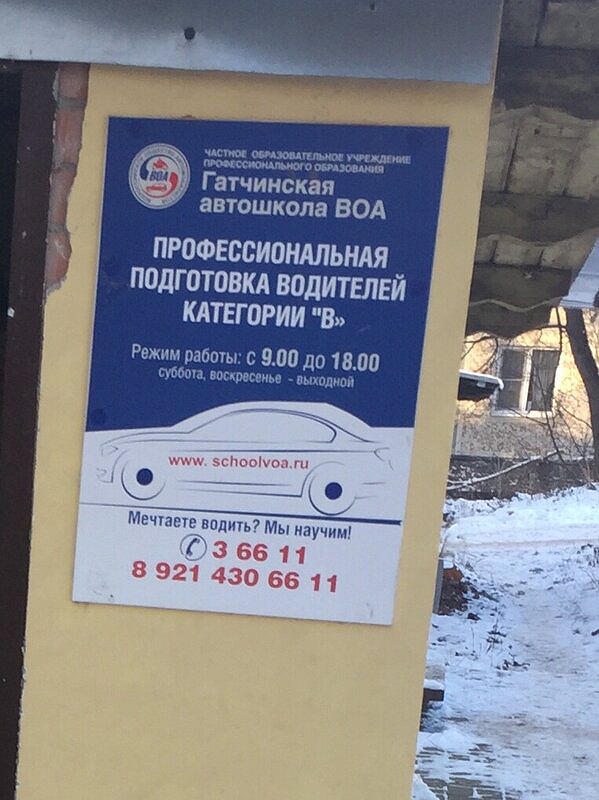 ВОА
ЧАСТНОЕ ОБРАЗОВАТЕЛЬНОЕ УЧРЕЖДЕНИЕ
ПРОФЕССИОНАЛЬНОГО ОБРАЗОВАНИЯ
Гатчинская
автошкола ВОА
ПРОФЕССИОНАЛЬНАЯ
ПОДГОТОВКА ВОДИТЕЛЕЙ
КАТЕГОРИИ "В»
Режим работы: с 9.00 до 18.00
суббота, воскресенье - выходной
www. schoolvoa.ru
Мечтаете водить? Мы научим!
3 66 11
8 921 430 66 11